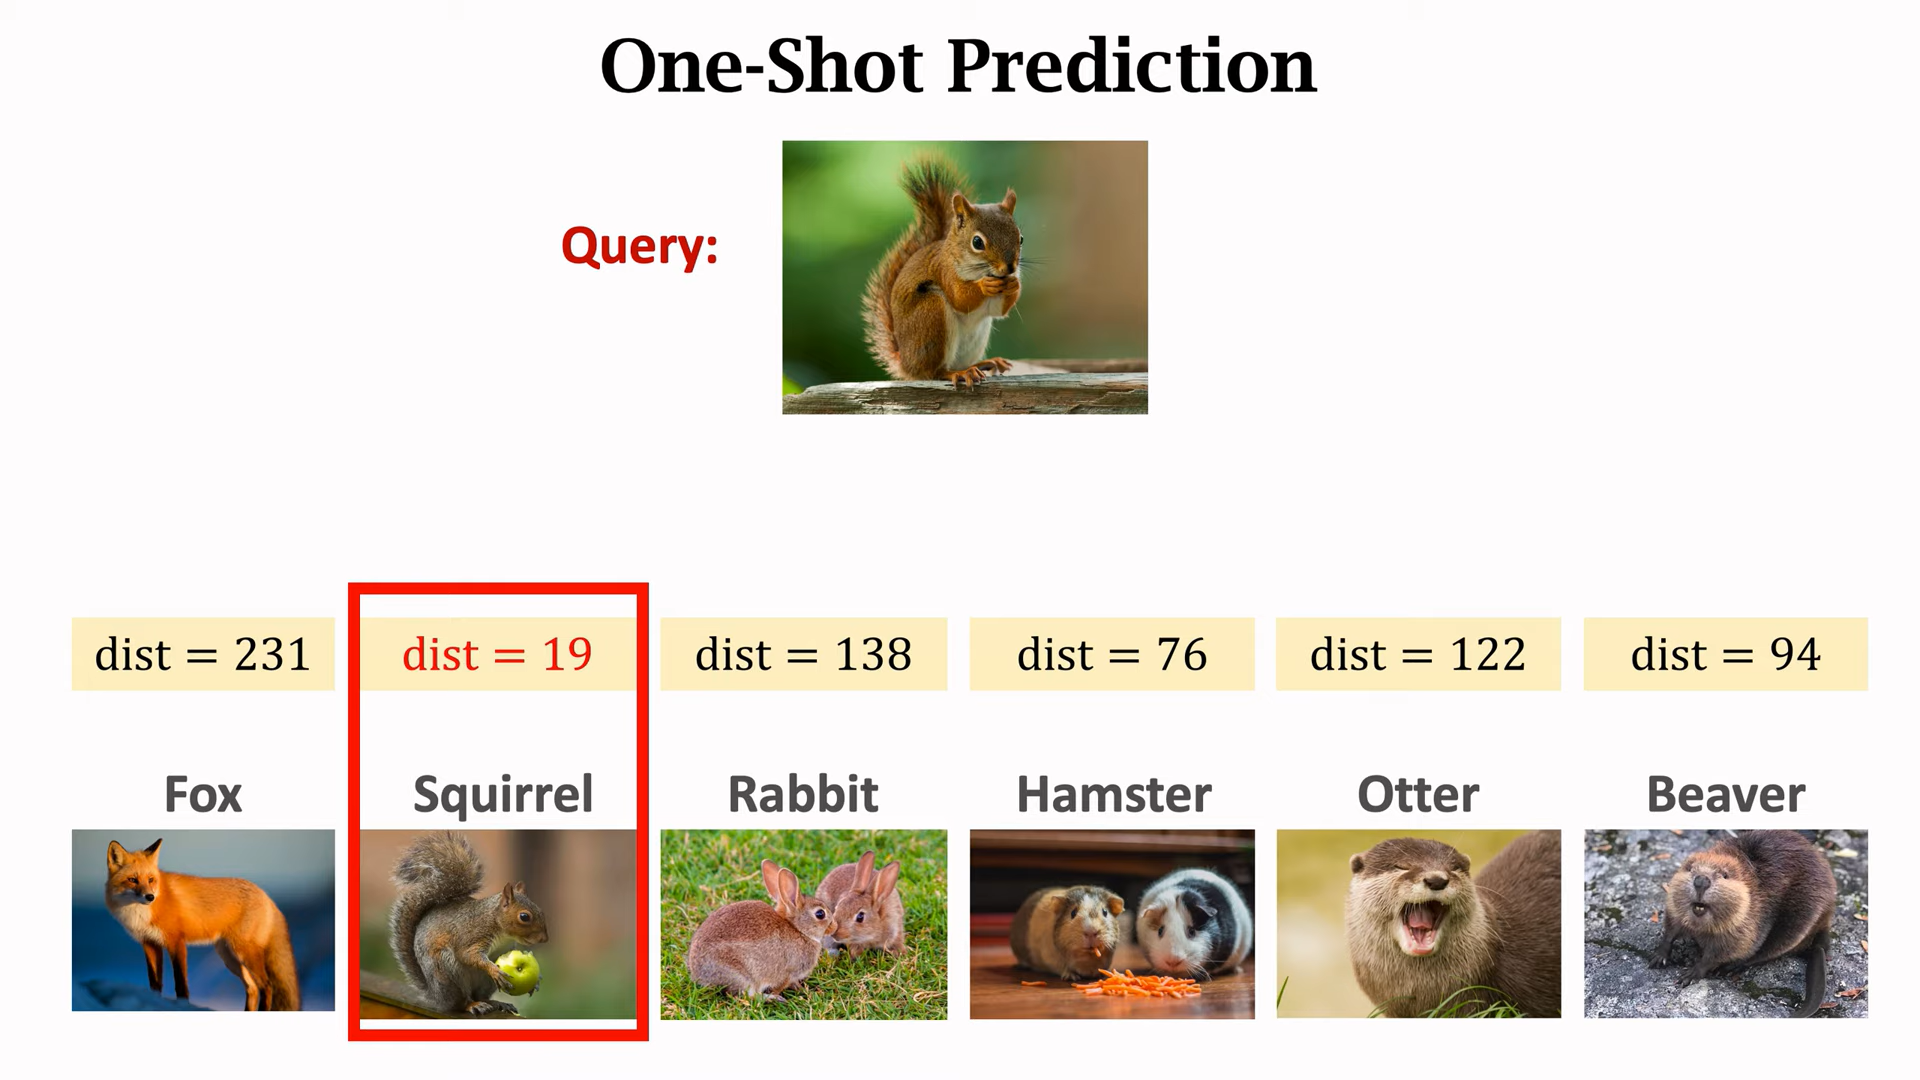 One-Shot Prediction
Query:
dist = 231
dist = 19
dist = 138
dist = 76
dist = 122
dist = 94
Fox
Squirrel
Rabbit
Hamster
Otter
Beaver